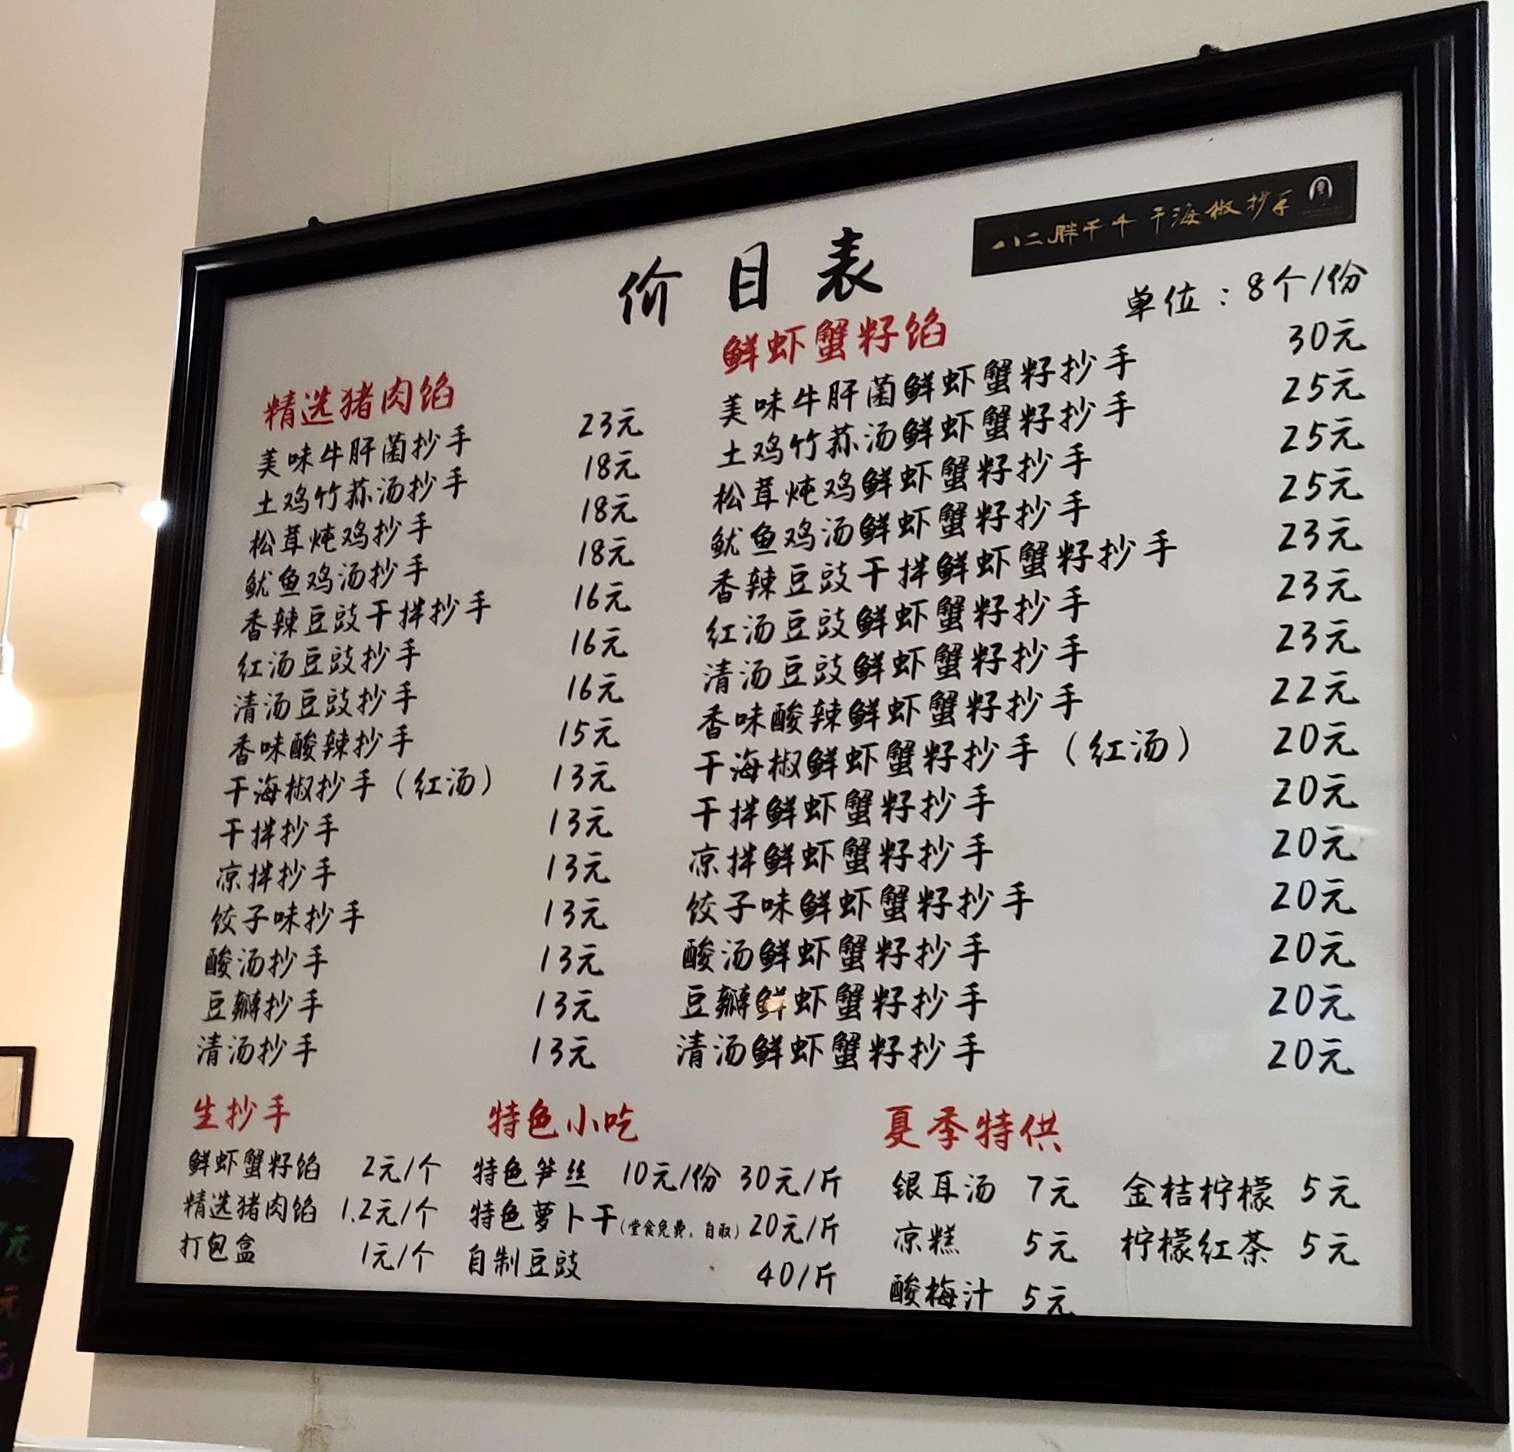 价目表
干海椒抄手
单位：8个/份
精选猪肉馅
美味牛肝菌抄手 23元
土鸡竹荪汤抄手 18元
松茸炖鸡抄手 18元
鱿鱼鸡汤抄手 18元
香辣豆豉干拌抄手 16元
红汤豆豉抄手 16元
清汤豆豉抄手 16元
香味酸辣抄手 15元
干海椒抄手（红汤） 13元
干拌抄手 13元
凉拌抄手 13元
饺子味抄手 13元
酸汤抄手 13元
豆瓣抄手 13元
清汤抄手 13元
鲜虾蟹籽馅
美味牛肝菌鲜虾蟹籽抄手 30元
土鸡竹荪汤鲜虾蟹籽抄手 25元
松茸炖鸡鲜虾蟹籽抄手 25元
鱿鱼鸡汤鲜虾蟹籽抄手 25元
香辣豆豉干拌鲜虾蟹籽抄手 23元
红汤豆豉鲜虾蟹籽抄手 23元
清汤豆豉鲜虾蟹籽抄手 23元
香味酸辣鲜虾蟹籽抄手 22元
干海椒鲜虾蟹籽抄手（红汤） 20元
干拌鲜虾蟹籽抄手 20元
凉拌鲜虾蟹籽抄手 20元
饺子味鲜虾蟹籽抄手 20元
酸汤鲜虾蟹籽抄手 20元
豆瓣鲜虾蟹籽抄手 20元
清汤鲜虾蟹籽抄手 20元
生抄手
鲜虾蟹籽馅 2元/个
精选猪肉馅 1.2元/个
打包盒 1元/个
特色小吃
特色笋丝 10元/份 30元/斤
特色萝卜干（堂食免费，自取） 20元/斤
自制豆豉 40/斤
夏季特供
银耳汤 7元 金桔柠檬 5元
凉糕 5元 柠檬红茶 5元
酸梅汁 5元